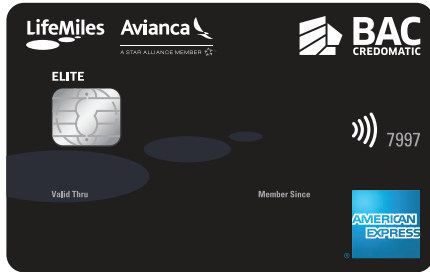 LifeMiles Avianca BAC
A STAR ALLIANCE MEMBER CREDOMATIC
ELITE
7997
Valid Thru Member Since
AMERICAN
EXPRESS
®